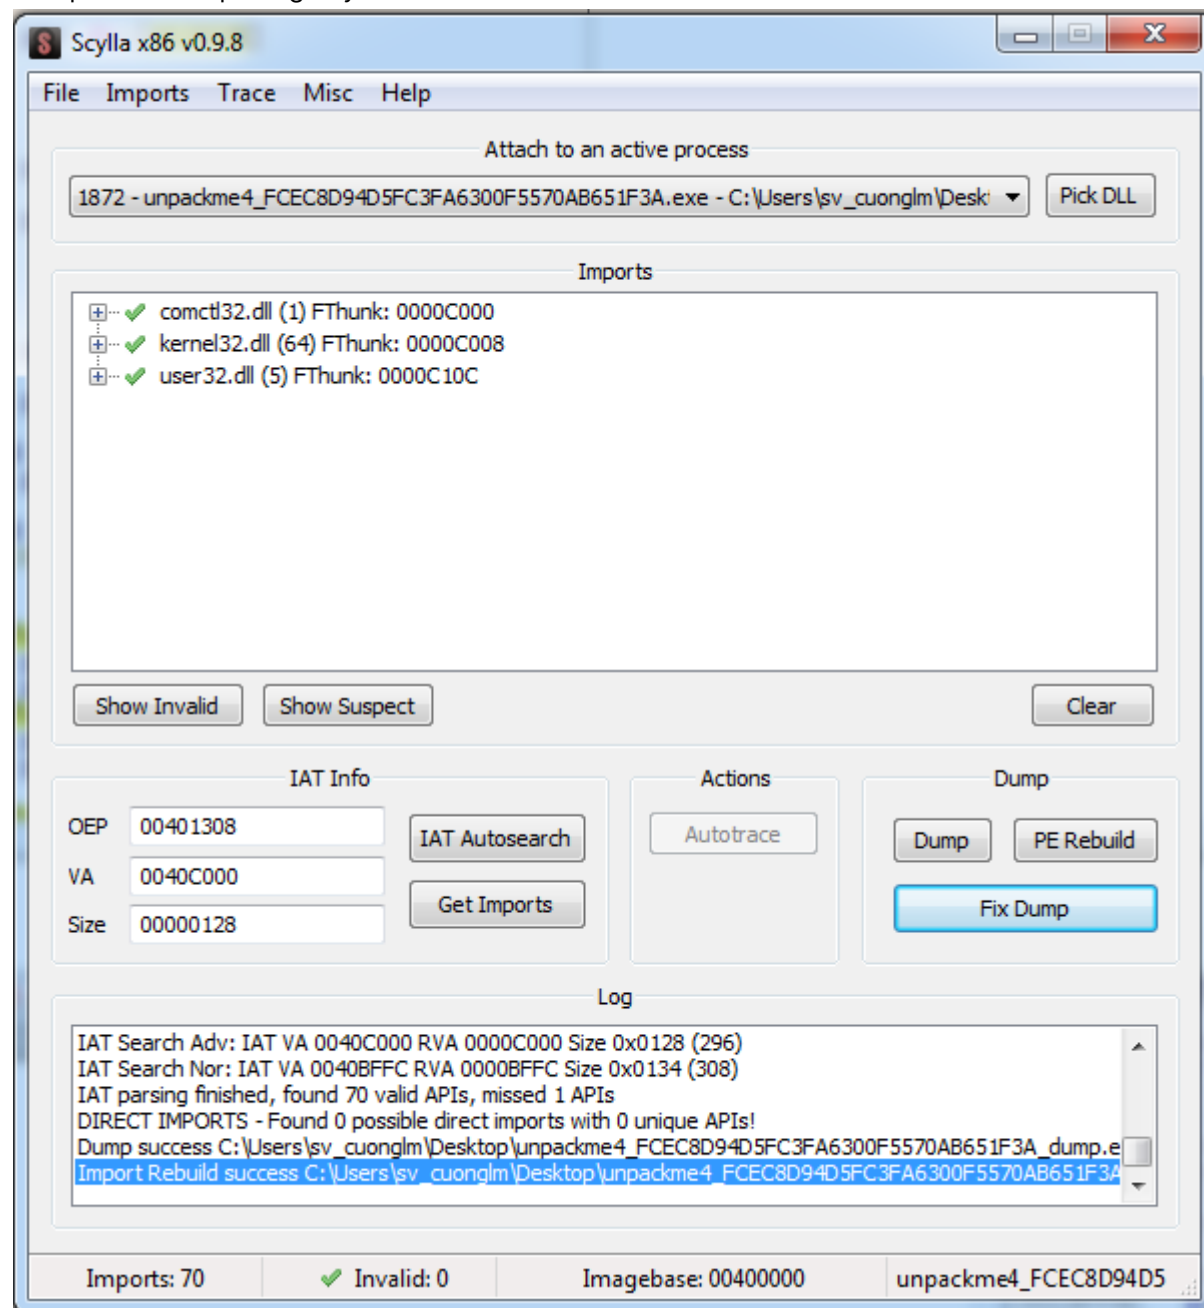 Scylla x86 v0.9.8
File Imports Trace Misc Help
Attach to an active process
1872 - unpackme4_FCEC8D94D5FC3FA6300F5570AB651F3A.exe - C:\Users\sv_cuonglm\Deskt
Pick DLL
Imports
comctl32.dll (1) FThunk: 0000C000
kernel32.dll (64) FThunk: 0000C008
user32.dll (5) FThunk: 0000C10C
Show Invalid Show Suspect Clear
IAT Info Actions Dump
OEP 00401308 IAT Autosearch Autotrace Dump PE Rebuild
VA 0040C000
Get Imports Fix Dump
Size 00000128
Log
IAT Search Adv: IAT VA 0040C000 RVA 0000C000 Size 0x0128 (296)
IAT Search Nor: IAT VA 0040BFFC RVA 0000BFFC Size 0x0134 (308)
IAT parsing finished, found 70 valid APIs, missed 1 APIs
DIRECT IMPORTS - Found 0 possible direct imports with 0 unique APIs!
Dump success C:\Users\sv_cuonglm\Desktop\unpackme4_FCEC8D94D5FC3FA6300F5570AB651F3A_dump.e
Import Rebuild success C:\Users\sv_cuonglm\Desktop\unpackme4_FCEC8D94D5FC3FA6300F5570AB651F3A
Imports: 70 Invalid: 0 Imagebase: 00400000 unpackme4_FCEC8D94D5